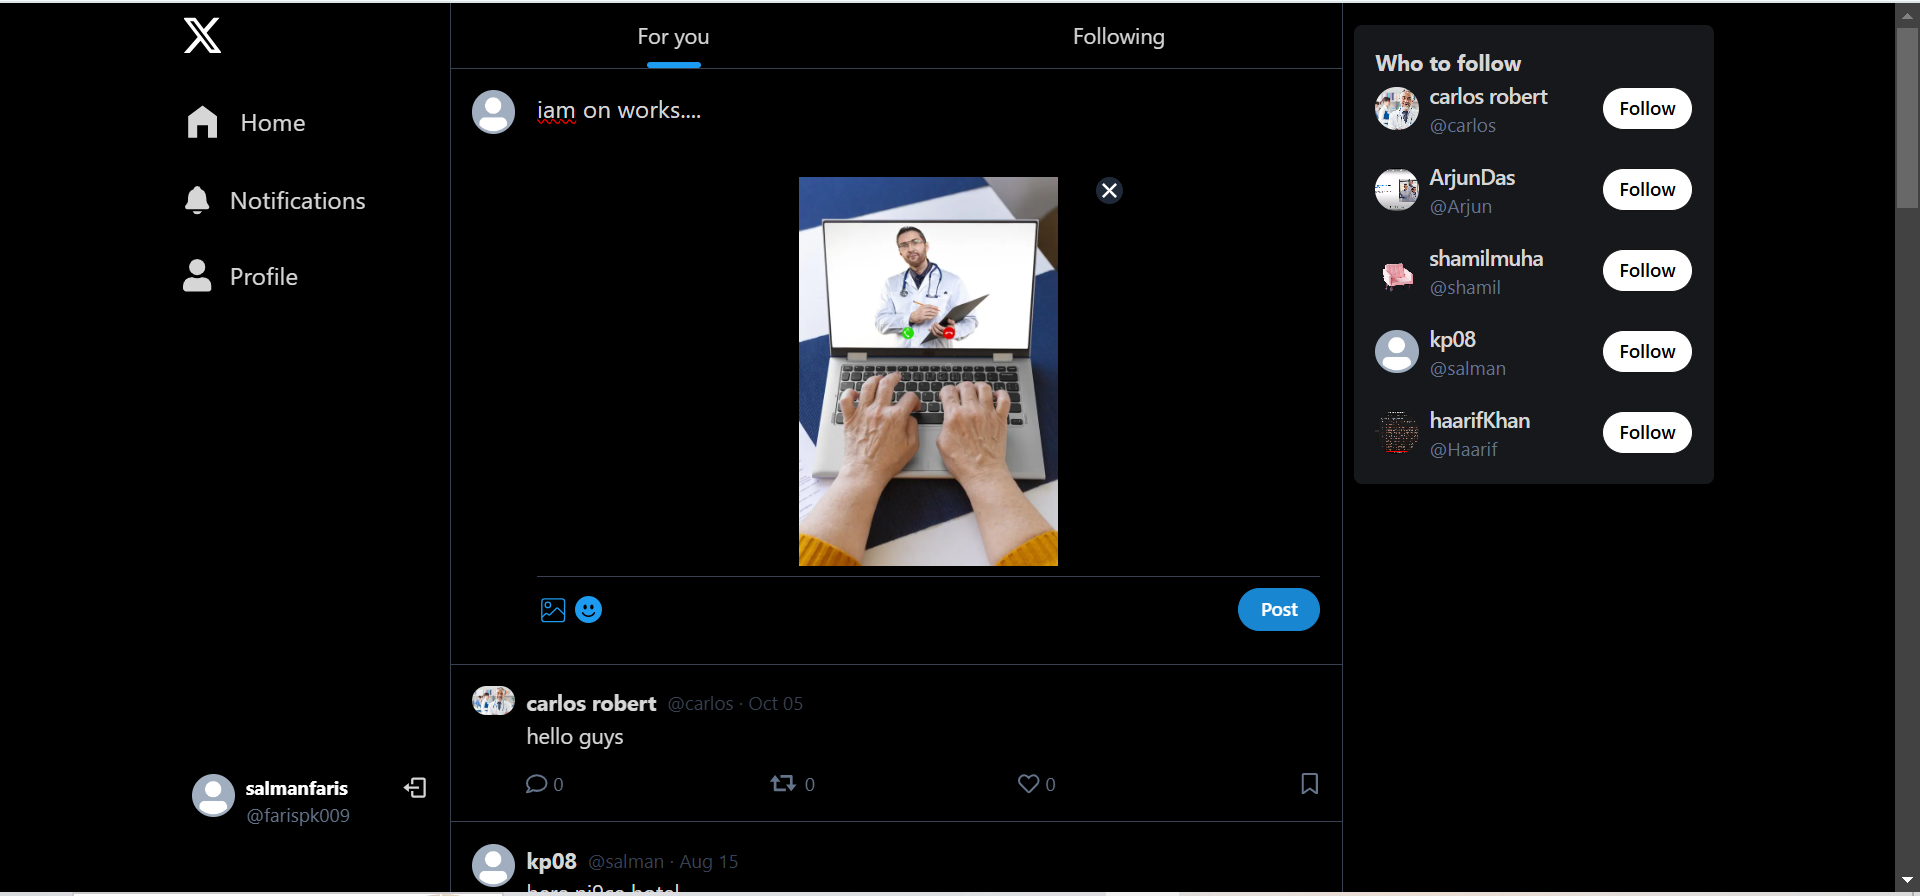 For you
Following
Home
Notifications
Profile
salmanfaris
@farispk009
iam on works....
Post
carlos robert @carlos · Oct 05
hello guys
0
0
0
kp08 @salman · Aug 15
Who to follow
carlos robert
@carlos
Follow
ArjunDas
@Arjun
Follow
shamilmuha
@shamil
Follow
kp08
@salman
Follow
haarifKhan
@Haarif
Follow